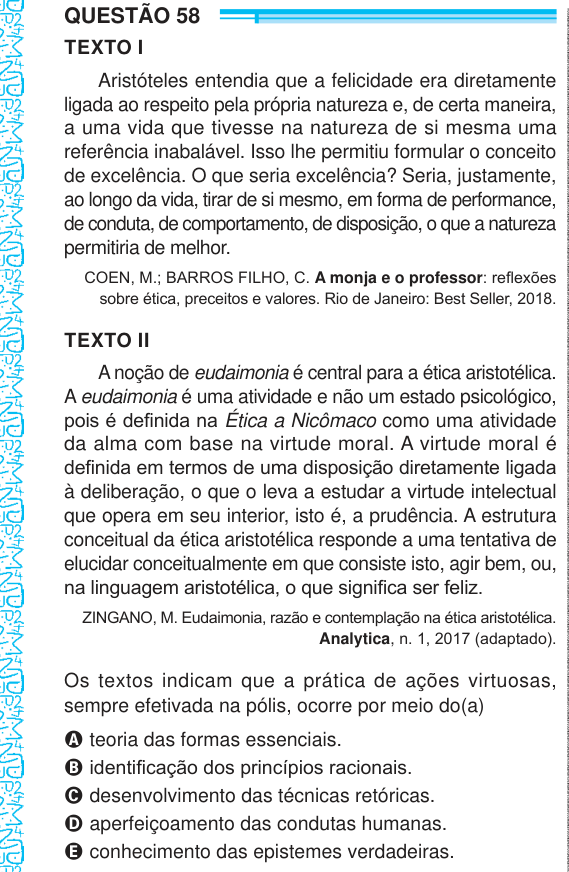 QUESTÃO 58
TEXTO I
Aristóteles entendia que a felicidade era diretamente
ligada ao respeito pela própria natureza e, de certa maneira,
a uma vida que tivesse na natureza de si mesma uma
referência inabalável. Isso lhe permitiu formular o conceito
de excelência. O que seria excelência? Seria, justamente,
ao longo da vida, tirar de si mesmo, em forma de performance,
de conduta, de comportamento, de disposição, o que a natureza
permitiria de melhor.
COEN, M.; BARROS FILHO, C. A monja e o professor: reflexões
sobre ética, preceitos e valores. Rio de Janeiro: Best Seller, 2018.
TEXTO II
A noção de eudaimonia é central para a ética aristotélica.
A eudaimonia é uma atividade e não um estado psicológico,
pois é definida na Ética a Nicômaco como uma atividade
da alma com base na virtude moral. A virtude moral é
definida em termos de uma disposição diretamente ligada
à deliberação, o que o leva a estudar a virtude intelectual
que opera em seu interior, isto é, a prudência. A estrutura
conceitual da ética aristotélica responde a uma tentativa de
elucidar conceitualmente em que consiste isto, agir bem, ou,
na linguagem aristotélica, o que significa ser feliz.
ZINGANO, M. Eudaimonia, razão e contemplação na ética aristotélica.
Analytica, n. 1, 2017 (adaptado).
Os textos indicam que a prática de ações virtuosas,
sempre efetivada na pólis, ocorre por meio do(a)
A teoria das formas essenciais.
B identificação dos princípios racionais.
C desenvolvimento das técnicas retóricas.
D aperfeiçoamento das condutas humanas.
E conhecimento das epistemes verdadeiras.